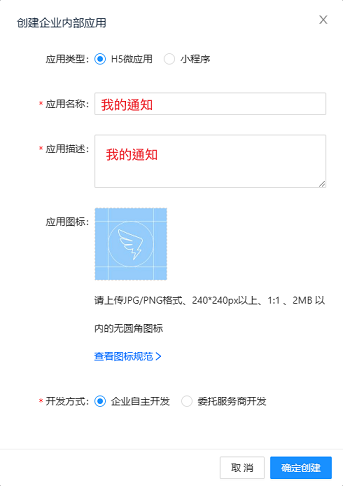 创建企业内部应用
应用类型： H5微应用 小程序
* 应用名称： 我的通知
* 应用描述： 我的通知
应用图标：
请上传JPG/PNG格式、240*240px以上、1:1 、2MB 以
内的无圆角图标
查看图标规范
* 开发方式： 企业自主开发 委托服务商开发
取 消 确定创建